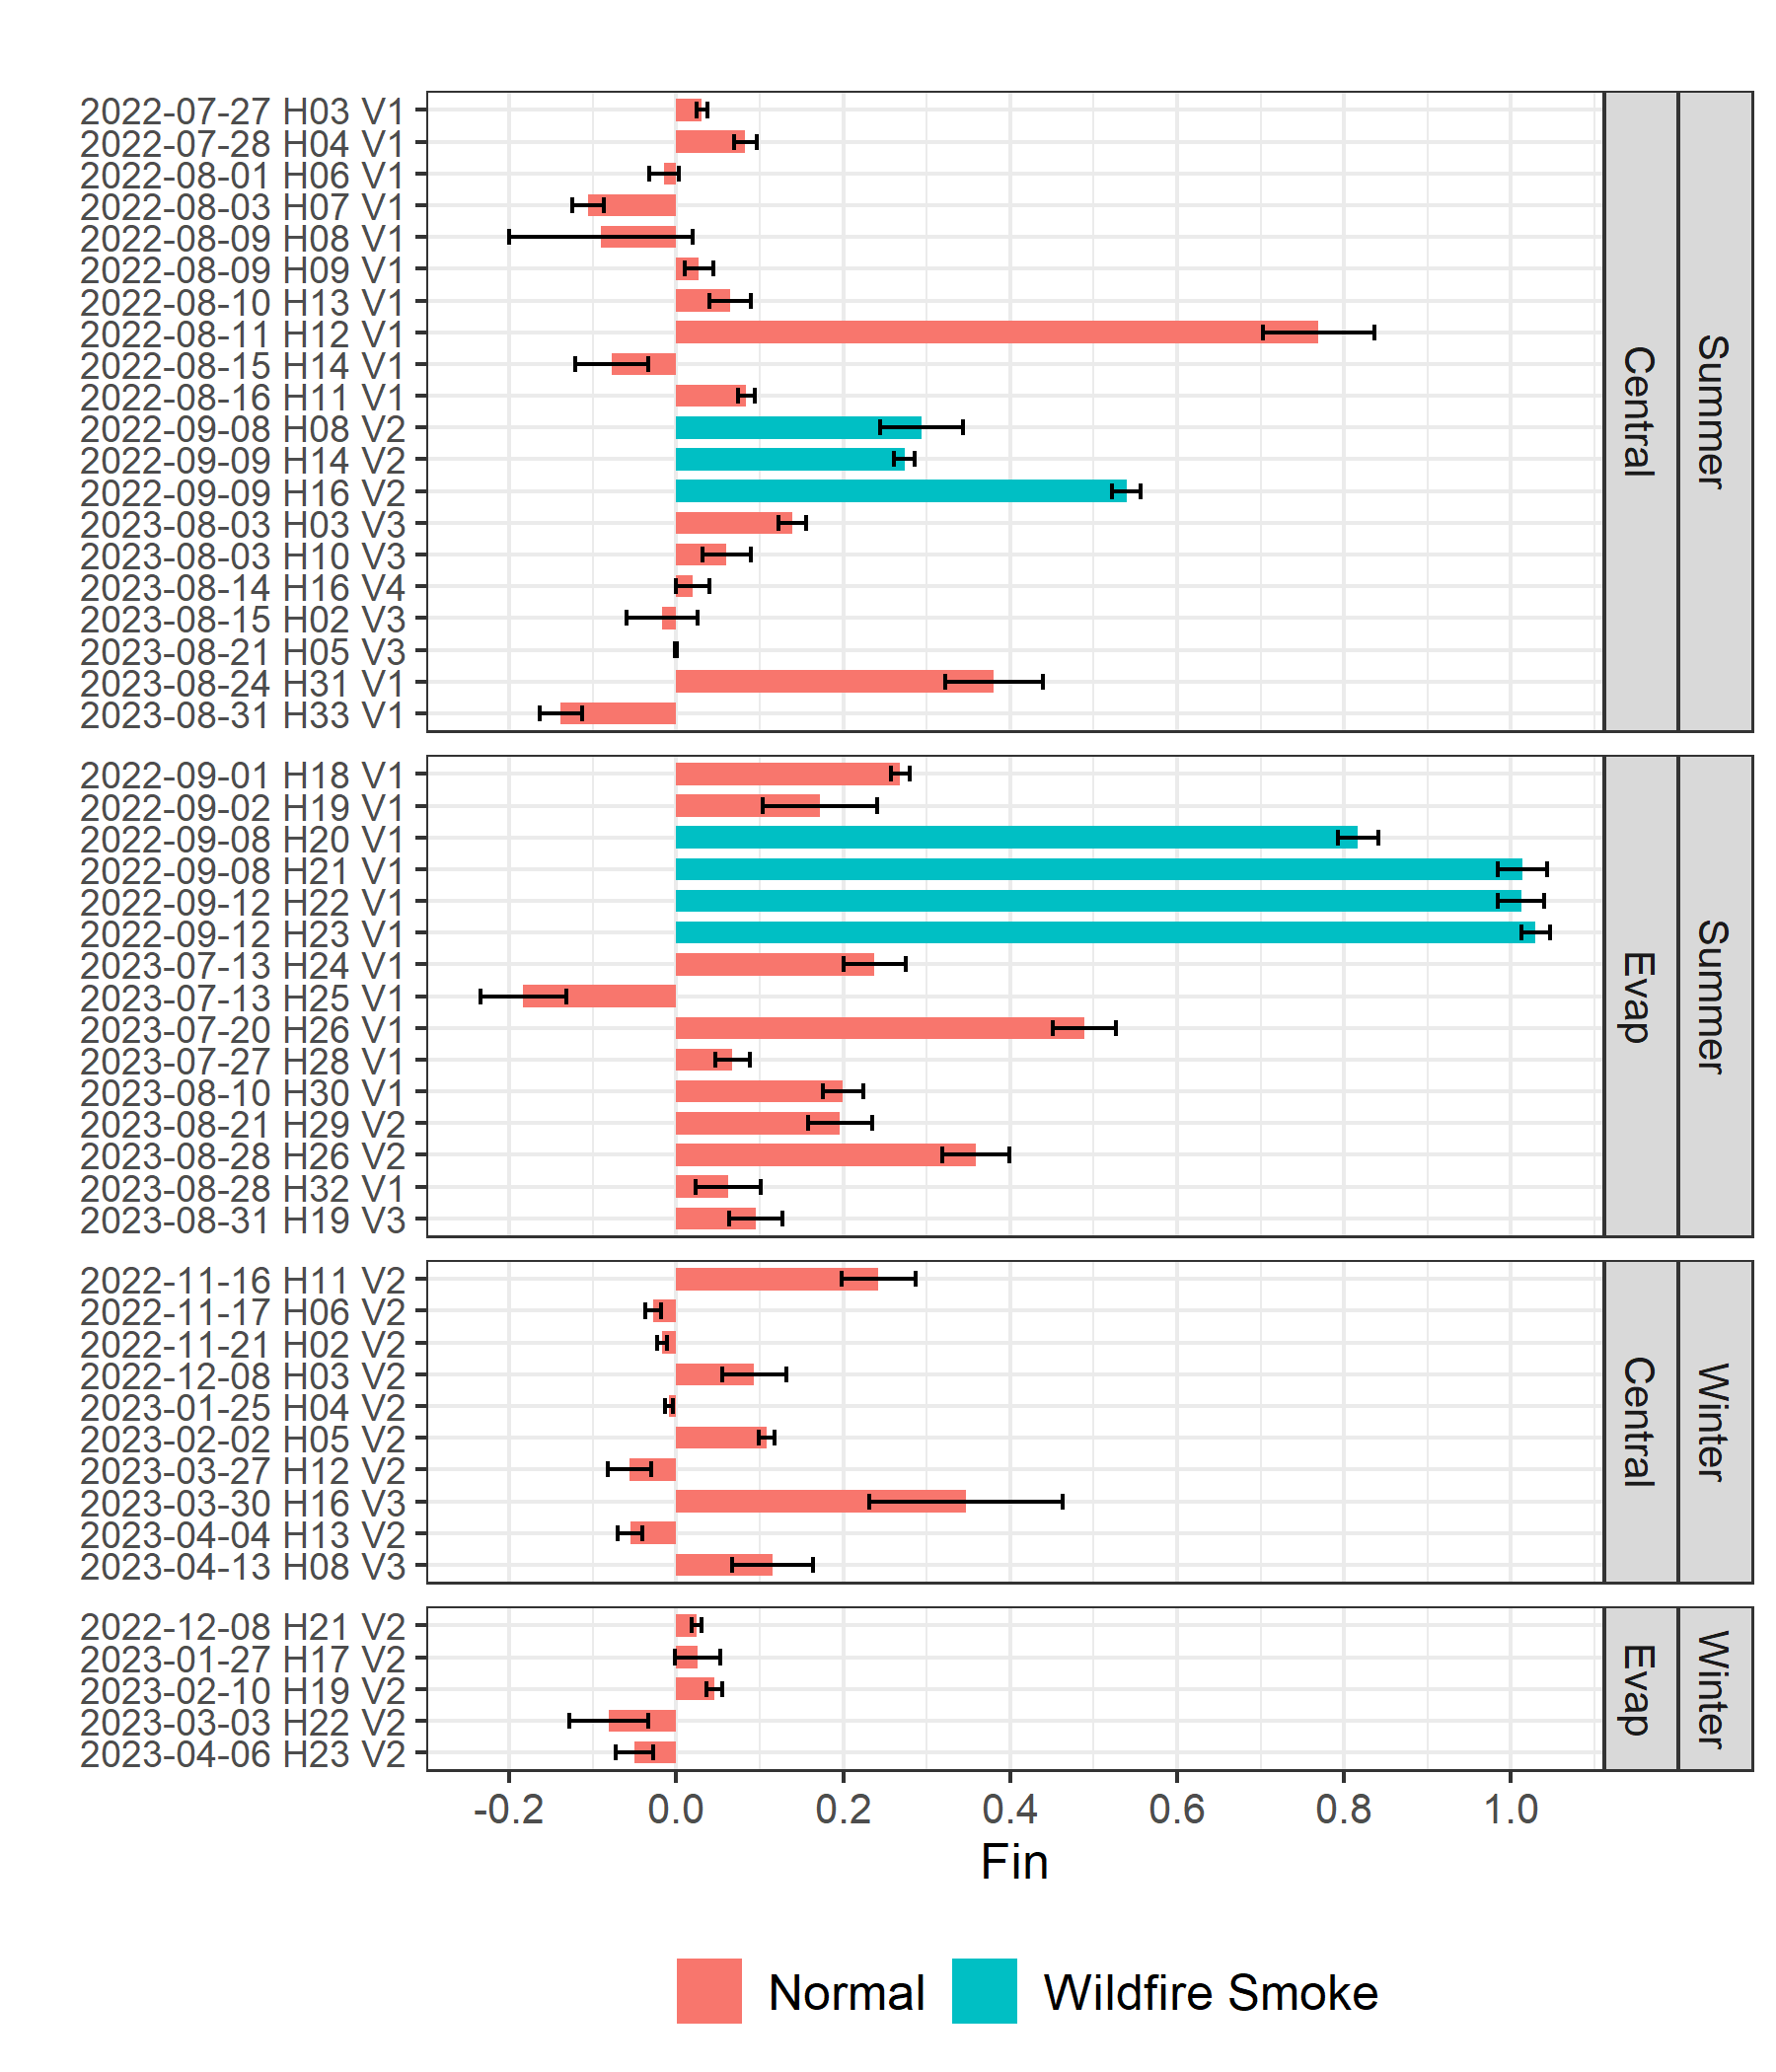 2022-07-27 H03 V1
2022-07-28 H04 V1
2022-08-01 H06 V1
2022-08-03 H07 V1
2022-08-09 H08 V1
2022-08-09 H09 V1
2022-08-10 H13 V1
2022-08-11 H12 V1
2022-08-15 H14 V1
2022-08-16 H11 V1
2022-09-08 H08 V2
2022-09-09 H14 V2
2022-09-09 H16 V2
2023-08-03 H03 V3
2023-08-03 H10 V3
2023-08-14 H16 V4
2023-08-15 H02 V3
2023-08-21 H05 V3
2023-08-24 H31 V1
2023-08-31 H33 V1
Central
Summer
2022-09-01 H18 V1
2022-09-02 H19 V1
2022-09-08 H20 V1
2022-09-08 H21 V1
2022-09-12 H22 V1
2022-09-12 H23 V1
2023-07-13 H24 V1
2023-07-13 H25 V1
2023-07-20 H26 V1
2023-07-27 H28 V1
2023-08-10 H30 V1
2023-08-21 H29 V2
2023-08-28 H26 V2
2023-08-28 H32 V1
2023-08-31 H19 V3
Evap
Summer
2022-11-16 H11 V2
2022-11-17 H06 V2
2022-11-21 H02 V2
2022-12-08 H03 V2
2023-01-25 H04 V2
2023-02-02 H05 V2
2023-03-27 H12 V2
2023-03-30 H16 V3
2023-04-04 H13 V2
2023-04-13 H08 V3
Central
Winter
2022-12-08 H21 V2
2023-01-27 H17 V2
2023-02-10 H19 V2
2023-03-03 H22 V2
2023-04-06 H23 V2
Evap
Winter
-0.2 0.0 0.2 0.4 0.6 0.8 1.0
Fin
Normal Wildfire Smoke